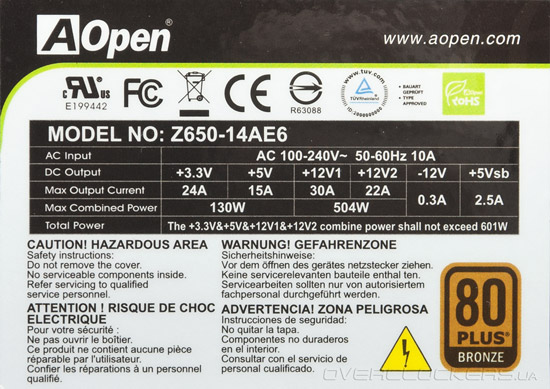 AOpen
www.aopen.com
c UL us
E199442
FC
CE
R63088
www.tuv.com
TÜVRheinland
ID:2000000000
BAUART
GEPRÜFT
TYPE
APPROVED
RoHS
MODEL NO: Z650-14AE6
AC Input AC 100-240V~ 50-60Hz 10A
DC Output +3.3V +5V +12V1 +12V2 -12V +5Vsb
Max Output Current 24A 15A 30A 22A 0.3A 2.5A
Max Combined Power 130W 504W
Total Power The +3.3V&+5V&+12V1&+12V2 combine power shall not exceed 601W
CAUTION! HAZARDOUS AREA
Safety instructions:
Do not remove the cover.
No serviceable components inside.
Refer servicing to qualified
service personnel.
ATTENTION ! RISQUE DE CHOC
ELECTRIQUE
Pour votre sécurité :
Ne pas ouvrir le boîtier.
Ce produit ne contient aucune pièce
réparable par l'utilisateur.
Confier les réparations à un personnel
qualifié.
WARNUNG! GEFAHRENZONE
Sicherheitshinweise:
Vor dem öffnen des gerätes netzstecker ziehen.
Keine servicerelevanten bauteile enthal ten.
Servicearbeiten sollten nur von autorisiertem
fachpersonal durchgeführt werden.
ADVERTENCIA! ZONA PELIGROSA
Instrucciones de seguridad:
No quitar la tapa.
Componentes no duraderos
en el interior.
Consultar con el servicio de
personal cualificado.
80
PLUS
BRONZE
OVERCLOCKERS.UA